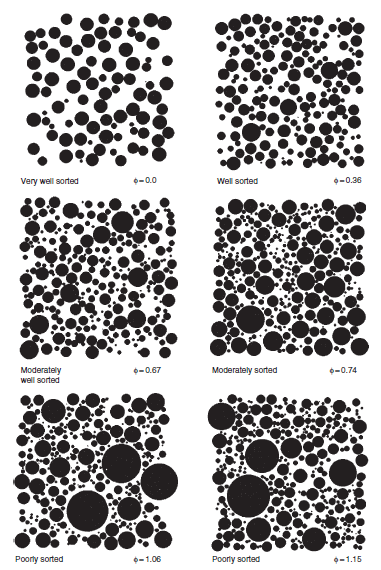 Very well sorted ϕ=0.0
Well sorted ϕ=0.36
Moderately
well sorted ϕ=0.67
Moderately sorted ϕ=0.74
Poorly sorted ϕ=1.06
Poorly sorted ϕ=1.15